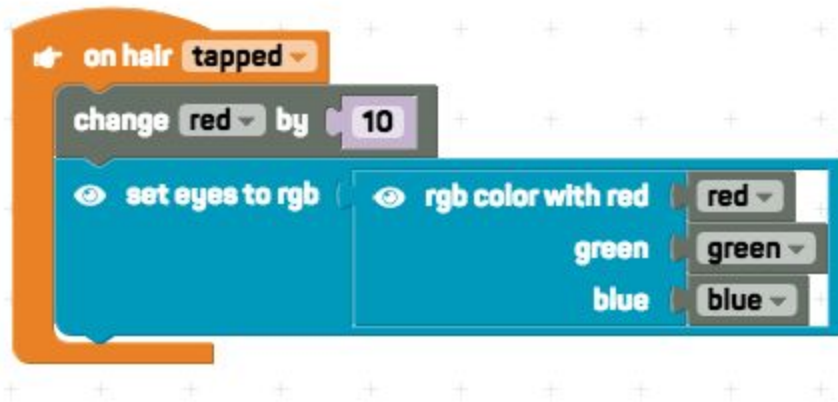 on hair tapped
change red by 10
set eyes to rgb rgb color with red red
green green
blue blue